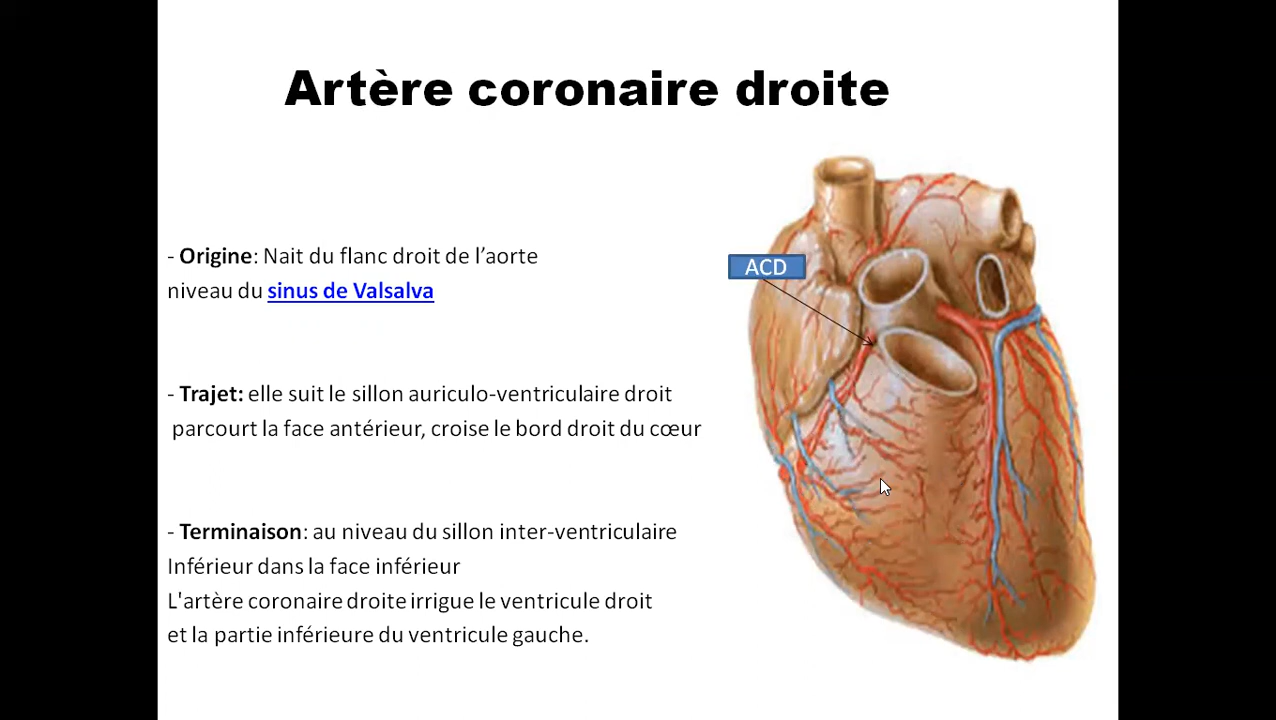 Artère coronaire droite
- Origine: Nait du flanc droit de l’aorte
niveau du sinus de Valsalva
ACD
- Trajet: elle suit le sillon auriculo-ventriculaire droit
parcourt la face antérieur, croise le bord droit du cœur
- Terminaison: au niveau du sillon inter-ventriculaire
Inférieur dans la face inférieur
L'artère coronaire droite irrigue le ventricule droit
et la partie inférieure du ventricule gauche.